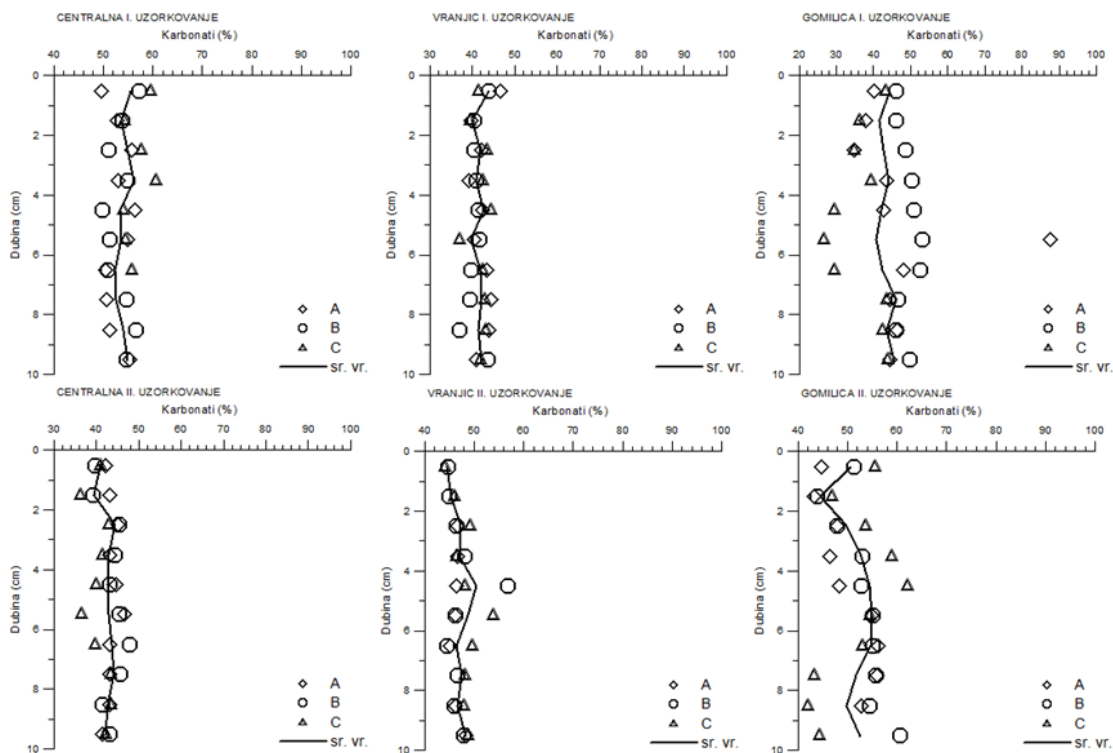 CENTRALNA I. UZORKOVANJE
Karbonati (%)
40 50 60 70 80 90 100
0
2
4
6
8
10
Dubina (cm)
A
B
C
sr. vr.
VRANJIC I. UZORKOVANJE
Karbonati (%)
30 40 50 60 70 80 90 100
0
2
4
6
8
10
Dubina (cm)
A
B
C
sr. vr.
GOMILICA I. UZORKOVANJE
Karbonati (%)
20 30 40 50 60 70 80 90 100
0
2
4
6
8
10
Dubina (cm)
A
B
C
sr. vr.
CENTRALNA II. UZORKOVANJE
Karbonati (%)
30 40 50 60 70 80 90 100
0
2
4
6
8
10
Dubina (cm)
A
B
C
sr. vr.
VRANJIC II. UZORKOVANJE
Karbonati (%)
40 50 60 70 80 90 100
0
2
4
6
8
10
Dubina (cm)
A
B
C
sr. vr.
GOMILICA II. UZORKOVANJE
Karbonati (%)
40 50 60 70 80 90 100
0
2
4
6
8
10
Dubina (cm)
A
B
C
sr. vr.